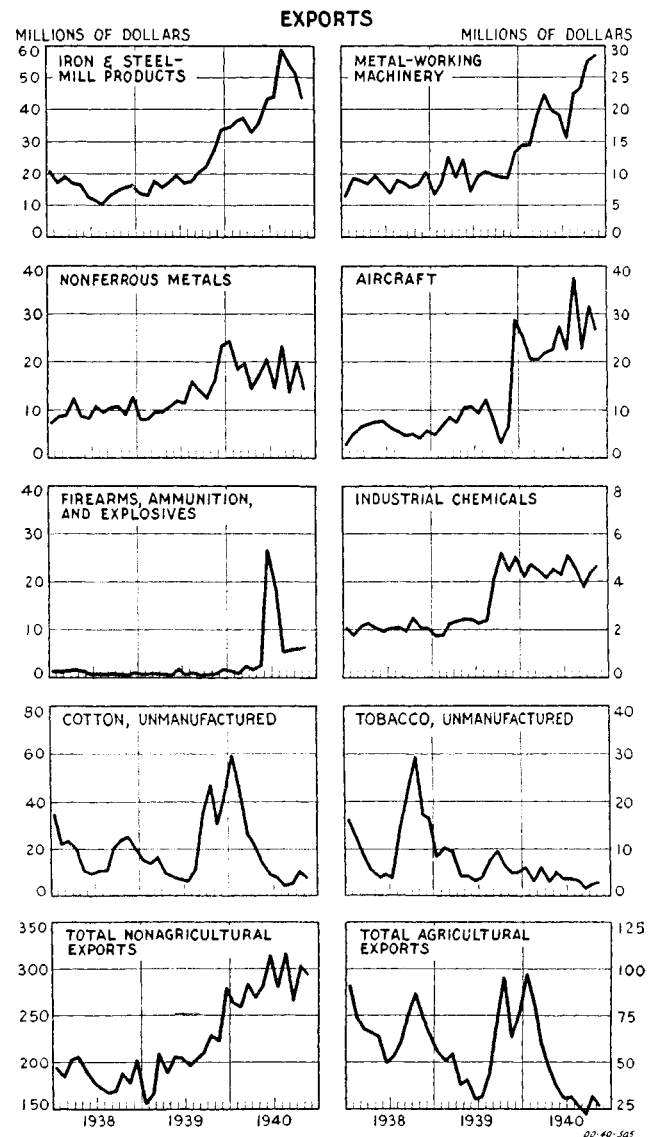 EXPORTS
MILLIONS OF DOLLARS MILLIONS OF DOLLARS
IRON & STEEL-
MILL PRODUCTS
60
50
40
30
20
10
0
METAL-WORKING
MACHINERY
30
25
20
15
10
5
0
NONFERROUS METALS
40
30
20
10
0
AIRCRAFT
40
30
20
10
0
FIREARMS, AMMUNITION,
AND EXPLOSIVES
40
30
20
10
0
INDUSTRIAL CHEMICALS
8
6
4
2
0
COTTON, UNMANUFACTURED
80
60
40
20
0
TOBACCO, UNMANUFACTURED
40
30
20
10
0
TOTAL NONAGRICULTURAL
EXPORTS
350
300
250
200
150
1938 1939 1940
TOTAL AGRICULTURAL
EXPORTS
125
100
75
50
25
1938 1939 1940